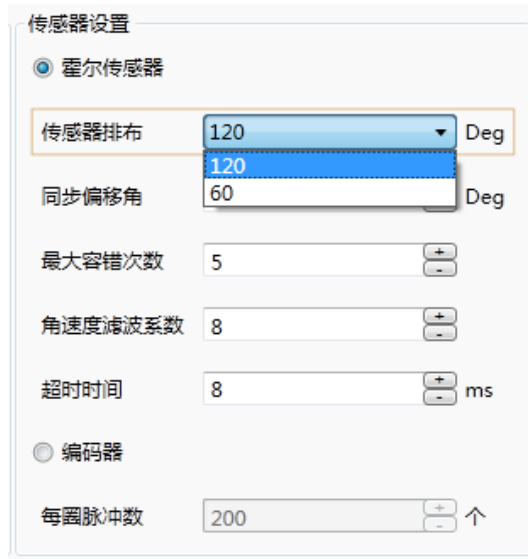 传感器设置
霍尔传感器
传感器排布 120 Deg
120
60
同步偏移角 Deg
最大容错次数 5
角速度滤波系数 8
超时时间 8 ms
编码器
每圈脉冲数 200 个